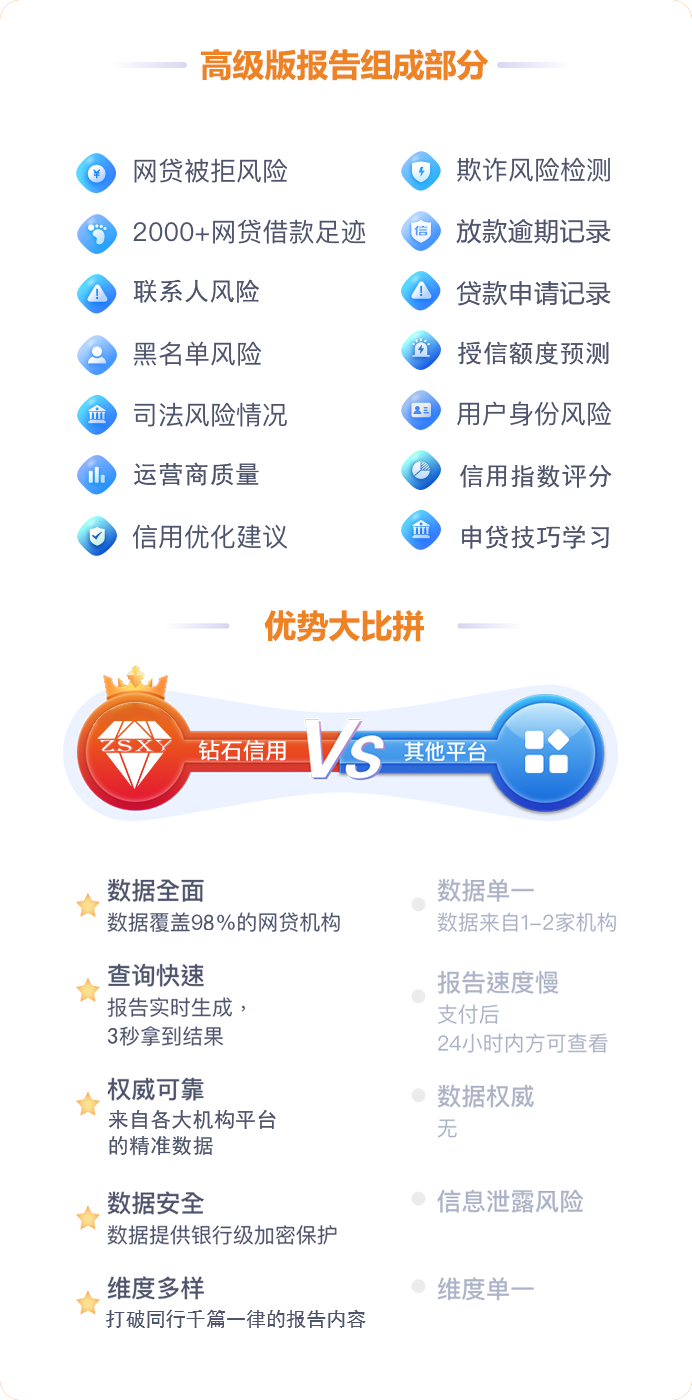 高级版报告组成部分
网贷被拒风险
欺诈风险检测
2000+网贷借款足迹
信
放款逾期记录
联系人风险
贷款申请记录
黑名单风险
授信额度预测
司法风险情况
用户身份风险
运营商质量
信用指数评分
信用优化建议
申贷技巧学习
优势大比拼
ZSXY
钻石信用
Vs
其他平台
数据全面
数据覆盖98%的网贷机构
数据单一
数据来自1-2家机构
查询快速
报告实时生成，
3秒拿到结果
报告速度慢
支付后
24小时内方可查看
权威可靠
来自各大机构平台
的精准数据
数据权威
无
数据安全
数据提供银行级加密保护
信息泄露风险
维度多样
打破同行千篇一律的报告内容
维度单一